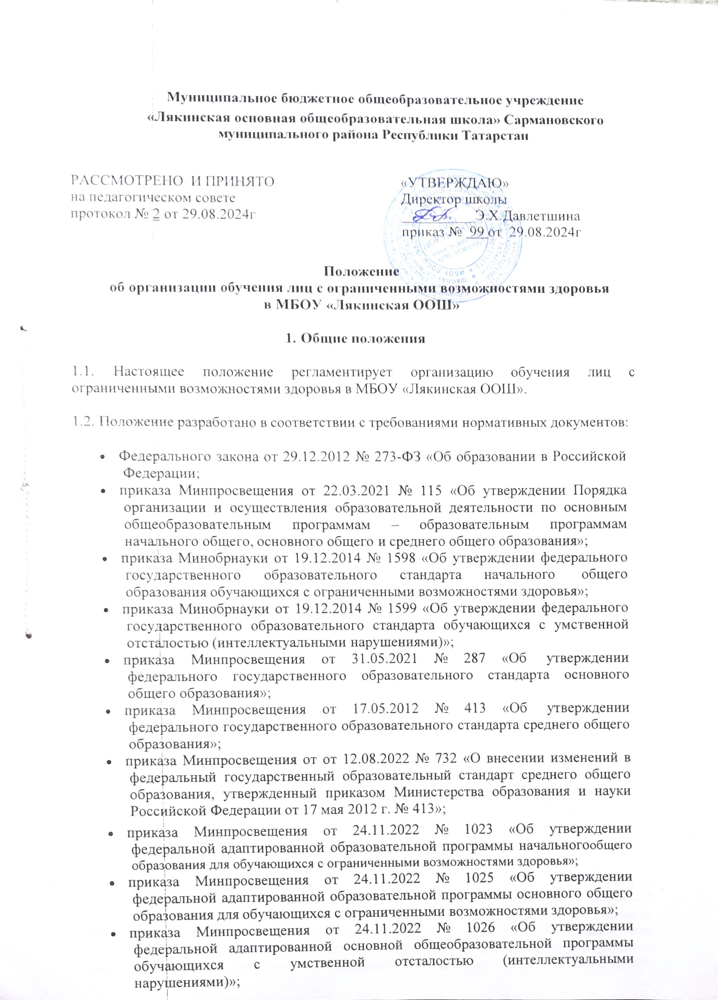 Муниципальное бюджетное общеобразовательное учреждение
«Лякинская основная общеобразовательная школа» Сармановского
муниципального района Республики Татарстан
РАССМОТРЕНО И ПРИНЯТО
на педагогическом совете
протокол № 2 от 29.08.2024г
«УТВЕРЖДАЮ»
Директор школы
Э.Х.Давлетшина
приказ № 99 от 29.08.2024г
Положение
об организации обучения лиц с ограниченными возможностями здоровья
в МБОУ «Лякинская ООШ»
1. Общие положения
1.1. Настоящее положение регламентирует организацию обучения лиц с
ограниченными возможностями здоровья в МБОУ «Лякинская ООШ».
1.2. Положение разработано в соответствии с требованиями нормативных документов:
• Федерального закона от 29.12.2012 № 273-ФЗ «Об образовании в Российской
Федерации;
• приказа Минпросвещения от 22.03.2021 № 115 «Об утверждении Порядка
организации и осуществления образовательной деятельности по основным
общеобразовательным программам – образовательным программам
начального общего, основного общего и среднего общего образования»;
• приказа Минобрнауки от 19.12.2014 № 1598 «Об утверждении федерального
государственного образовательного стандарта начального общего
образования обучающихся с ограниченными возможностями здоровья»;
• приказа Минобрнауки от 19.12.2014 № 1599 «Об утверждении федерального
государственного образовательного стандарта обучающихся с умственной
отсталостью (интеллектуальными нарушениями)»;
• приказа Минпросвещения от 31.05.2021 № 287 «Об утверждении
федерального государственного образовательного стандарта основного
общего образования»;
• приказа Минпросвещения от 17.05.2012 № 413 «Об утверждении
федерального государственного образовательного стандарта среднего общего
образования»;
• приказа Минпросвещения от от 12.08.2022 № 732 «О внесении изменений в
федеральный государственный образовательный стандарт среднего общего
образования, утвержденный приказом Министерства образования и науки
Российской Федерации от 17 мая 2012 г. № 413»;
• приказа Минпросвещения от 24.11.2022 № 1023 «Об утверждении
федеральной адаптированной образовательной программы начальногообщего
образования для обучающихся с ограниченными возможностями здоровья»;
• приказа Минпросвещения от 24.11.2022 № 1025 «Об утверждении
федеральной адаптированной образовательной программы основного общего
образования для обучающихся с ограниченными возможностями здоровья»;
• приказа Минпросвещения от 24.11.2022 № 1026 «Об утверждении
федеральной адаптированной основной общеобразовательной программы
обучающихся с умственной отсталостью (интеллектуальными
нарушениями)»;